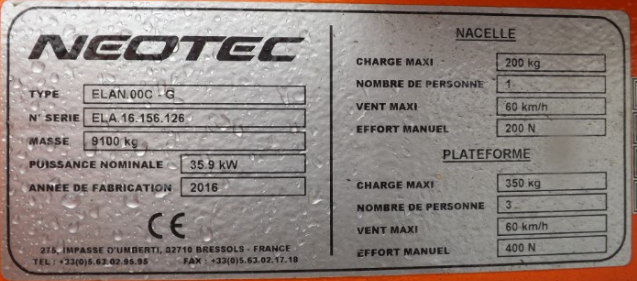 NEOTEC
TYPE ELAN.00C - G
N° SERIE ELA.16.156.126
MASSE 9100 kg
PUISSANCE NOMINALE 35.9 kW
ANNÉE DE FABRICATION 2016
CE
275, IMPASSE D'UMBERTI, 82710 BRESSOLS - FRANCE
TEL : +33(0)5.63.02.95.95 FAX : +33(0)5.63.02.17.18
NACELLE
CHARGE MAXI 200 kg
NOMBRE DE PERSONNE 1
VENT MAXI 60 km/h
EFFORT MANUEL 200 N
PLATEFORME
CHARGE MAXI 350 kg
NOMBRE DE PERSONNE 3
VENT MAXI 60 km/h
EFFORT MANUEL 400 N